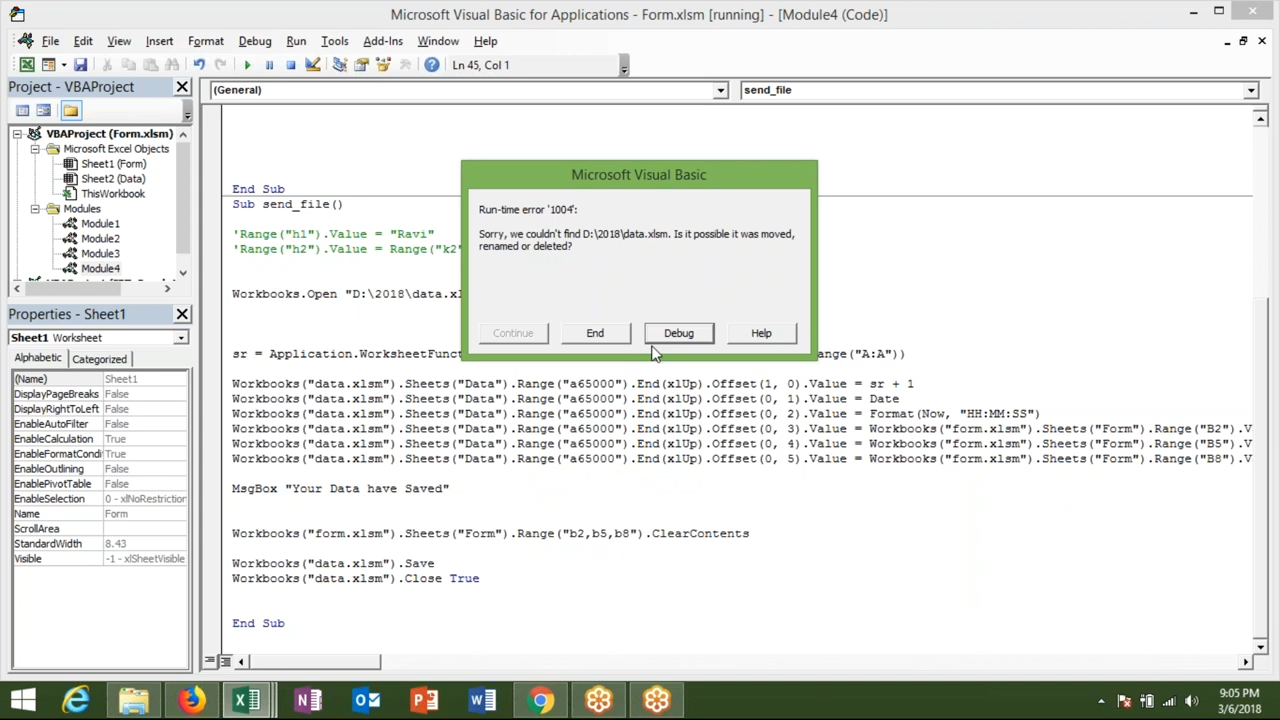 Microsoft Visual Basic for Applications - Form.xlsm [running] - [Module4 (Code)]
File Edit View Insert Format Debug Run Tools Add-Ins Window Help
Ln 45, Col 1
Project - VBAProject
(General)
send_file
VBAProject (Form.xlsm)
Microsoft Excel Objects
Sheet1 (Form)
Sheet2 (Data)
ThisWorkbook
Modules
Module1
Module2
Module3
Module4
Properties - Sheet1
Sheet1 Worksheet
Alphabetic Categorized
(Name) Sheet1
DisplayPageBreaks False
DisplayRightToLeft False
EnableAutoFilter False
EnableCalculation True
EnableFormatCondi True
EnableOutlining False
EnablePivotTable False
EnableSelection 0 - xlNoRestriction
Name Form
ScrollArea
StandardWidth 8.43
Visible -1 - xlSheetVisible
End Sub
Sub send_file()
'Range("h1").Value = "Ravi"
'Range("h2").Value = Range("k2"
Workbooks.Open "D:\2018\data.xl
sr = Application.WorksheetFunct ange("A:A"))
Workbooks("data.xlsm").Sheets("Data").Range("a65000").End(xlUp).Offset(1, 0).Value = sr + 1
Workbooks("data.xlsm").Sheets("Data").Range("a65000").End(xlUp).Offset(0, 1).Value = Date
Workbooks("data.xlsm").Sheets("Data").Range("a65000").End(xlUp).Offset(0, 2).Value = Format(Now, "HH:MM:SS")
Workbooks("data.xlsm").Sheets("Data").Range("a65000").End(xlUp).Offset(0, 3).Value = Workbooks("form.xlsm").Sheets("Form").Range("B2").V
Workbooks("data.xlsm").Sheets("Data").Range("a65000").End(xlUp).Offset(0, 4).Value = Workbooks("form.xlsm").Sheets("Form").Range("B5").V
Workbooks("data.xlsm").Sheets("Data").Range("a65000").End(xlUp).Offset(0, 5).Value = Workbooks("form.xlsm").Sheets("Form").Range("B8").V
MsgBox "Your Data have Saved"
Workbooks("form.xlsm").Sheets("Form").Range("b2,b5,b8").ClearContents
Workbooks("data.xlsm").Save
Workbooks("data.xlsm").Close True
End Sub
Microsoft Visual Basic
Run-time error '1004':
Sorry, we couldn't find D:\2018\data.xlsm. Is it possible it was moved,
renamed or deleted?
Continue End Debug Help
9:05 PM
3/6/2018